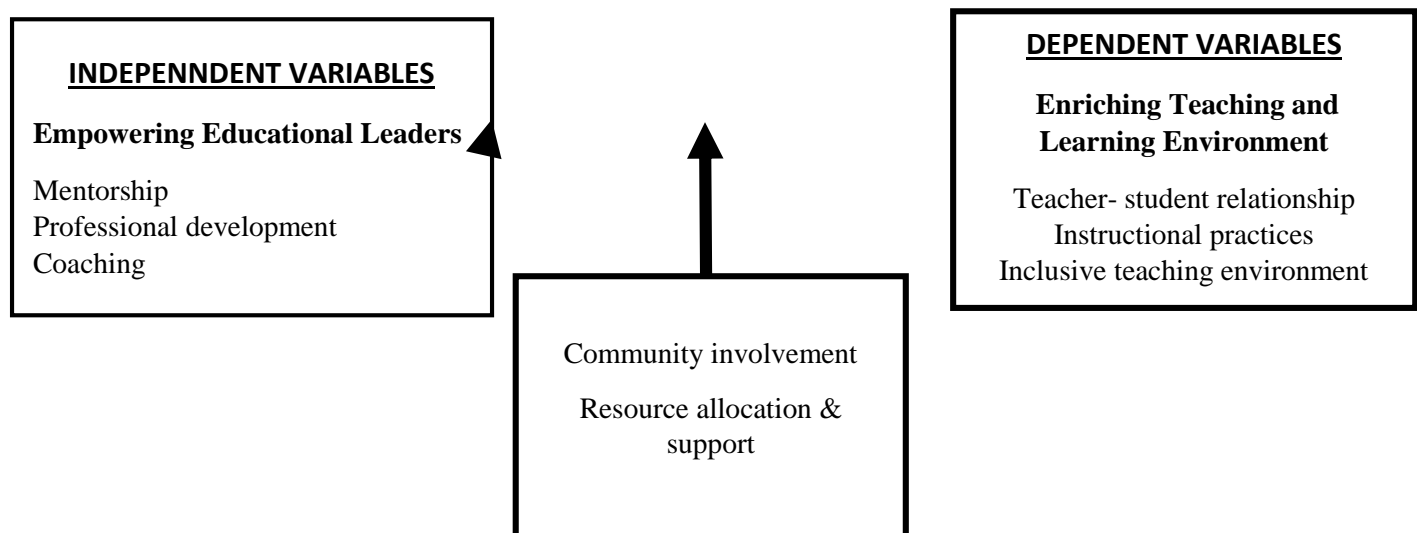 INDEPENNDENT VARIABLES
Empowering Educational Leaders
Mentorship
Professional development
Coaching
DEPENDENT VARIABLES
Enriching Teaching and
Learning Environment
Teacher- student relationship
Instructional practices
Inclusive teaching environment
Community involvement
Resource allocation &
support